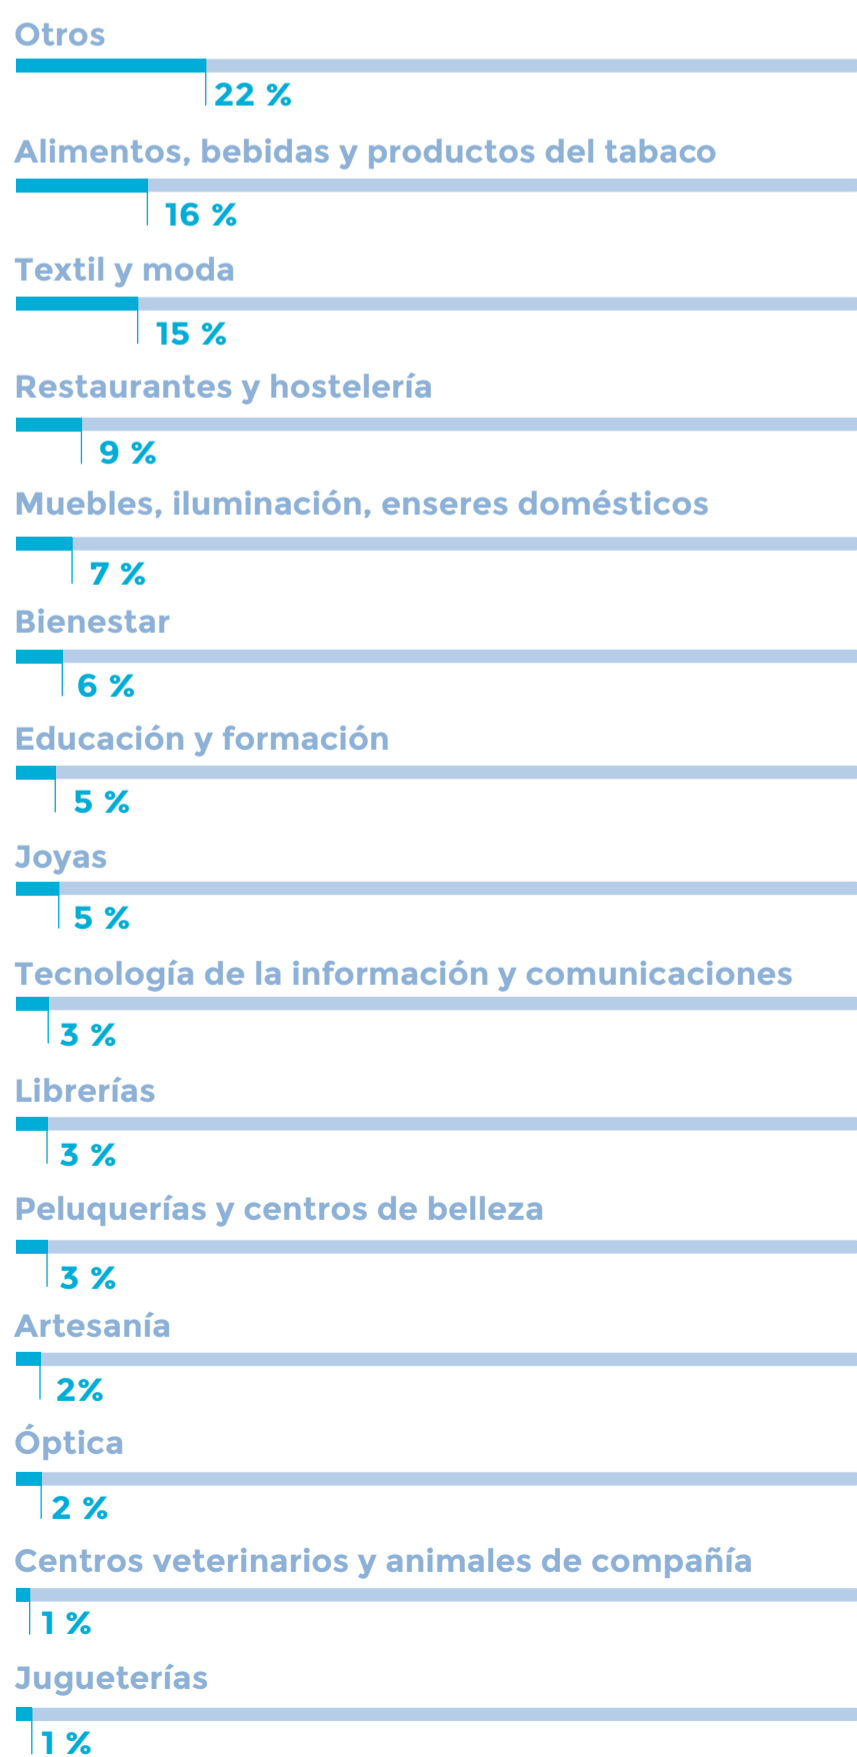 Otros
22 %
Alimentos, bebidas y productos del tabaco
16 %
Textil y moda
15 %
Restaurantes y hostelería
9 %
Muebles, iluminación, enseres domésticos
7 %
Bienestar
6 %
Educación y formación
5 %
Joyas
5 %
Tecnología de la información y comunicaciones
3 %
Librerías
3 %
Peluquerías y centros de belleza
3 %
Artesanía
2%
Óptica
2 %
Centros veterinarios y animales de compañía
1 %
Jugueterías
1 %